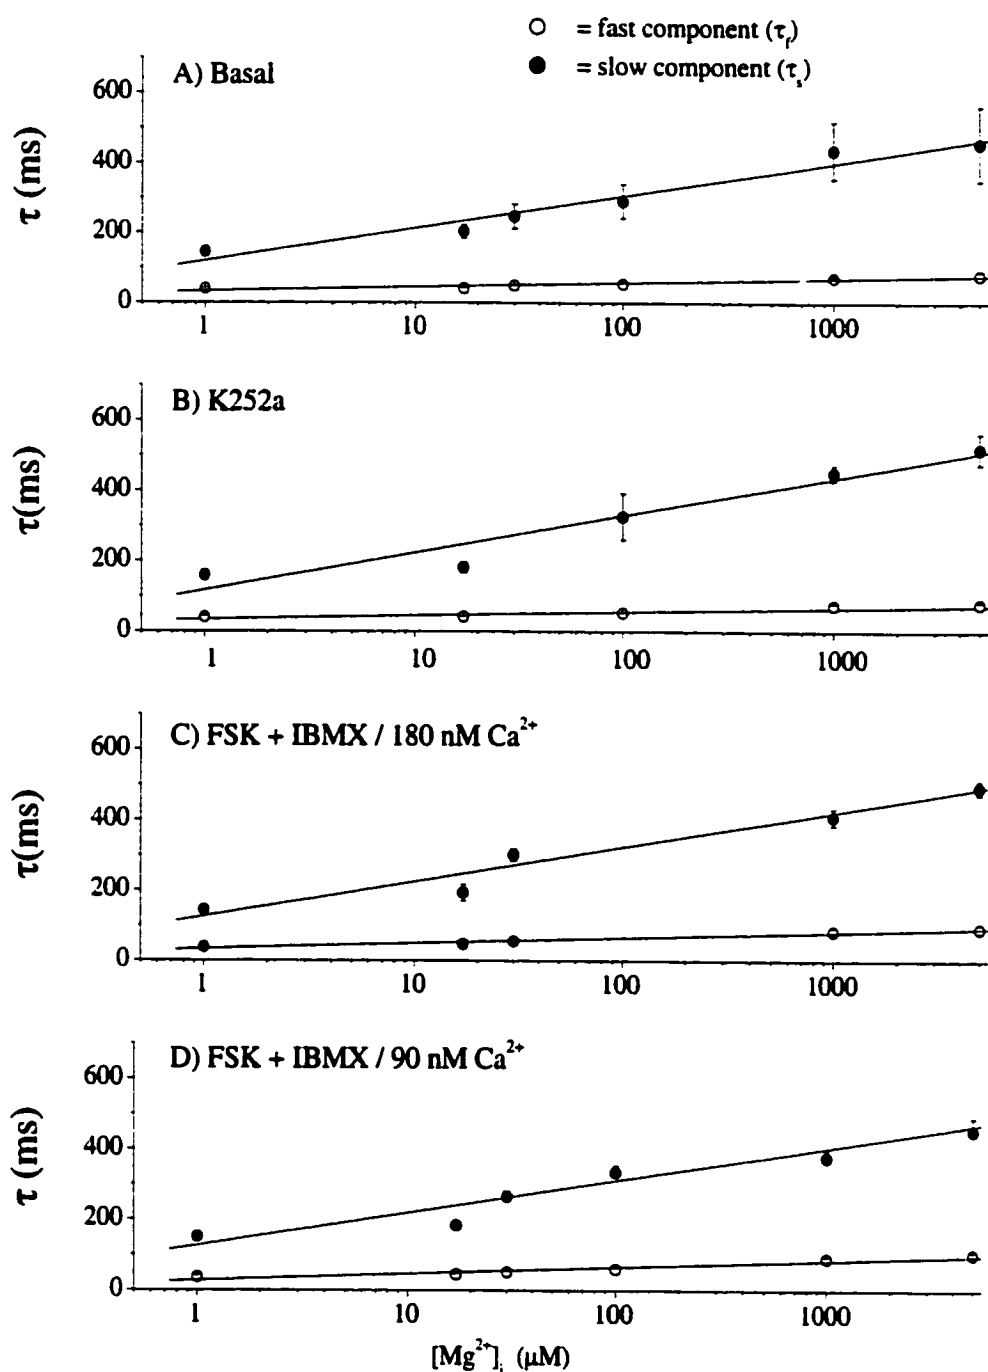 = fast component (τf)
= slow component (τs)
A) Basal
600
400
200
0
τ (ms)
1 10 100 1000
B) K252a
600
400
200
0
τ(ms)
1 10 100 1000
C) FSK + IBMX / 180 nM Ca²⁺
600
400
200
0
τ(ms)
1 10 100 1000
D) FSK + IBMX / 90 nM Ca²⁺
600
400
200
0
τ (ms)
1 10 100 1000
[Mg²⁺]i (μM)